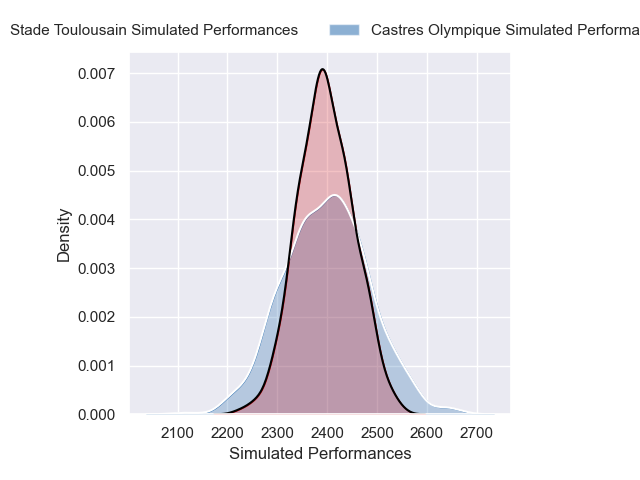 Stade Toulousain Simulated Performances
Castres Olympique Simulated Performa
0.007
0.006
0.005
0.004
0.003
0.002
0.001
0.000
Density
2100 2200 2300 2400 2500 2600 2700
Simulated Performances